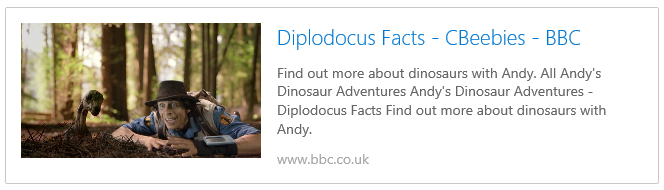 Diplodocus Facts - CBeebies - BBC
Find out more about dinosaurs with Andy. All Andy's
Dinosaur Adventures Andy's Dinosaur Adventures -
Diplodocus Facts Find out more about dinosaurs with
Andy.
www.bbc.co.uk